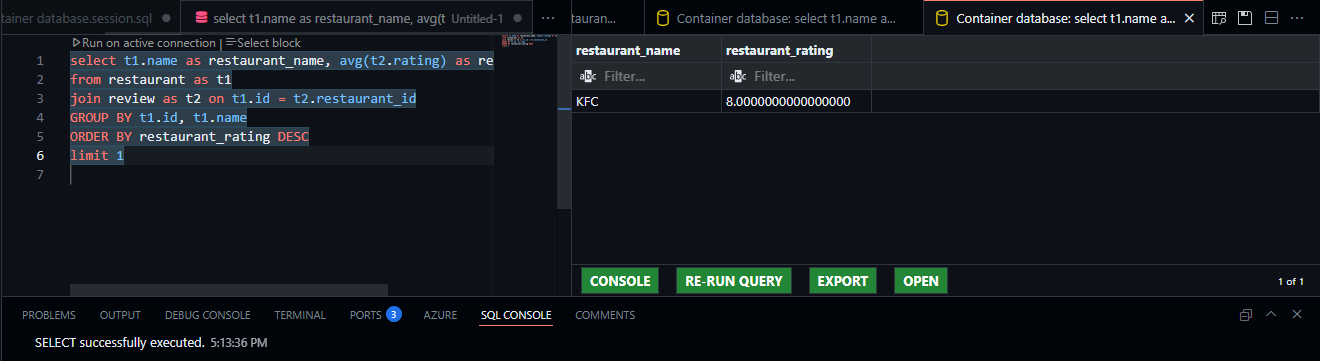 tainer database.session.sql
select t1.name as restaurant_name, avg(t Untitled-1
Run on active connection | Select block
1 select t1.name as restaurant_name, avg(t2.rating) as re
2 from restaurant as t1
3 join review as t2 on t1.id = t2.restaurant_id
4 GROUP BY t1.id, t1.name
5 ORDER BY restaurant_rating DESC
6 limit 1
7
tauran...
Container database: select t1.name a...
Container database: select t1.name a...
restaurant_name restaurant_rating
abc Filter... abc Filter...
KFC 8.0000000000000000
CONSOLE RE-RUN QUERY EXPORT OPEN 1 of 1
PROBLEMS OUTPUT DEBUG CONSOLE TERMINAL PORTS 3 AZURE SQL CONSOLE COMMENTS
SELECT successfully executed. 5:13:36 PM